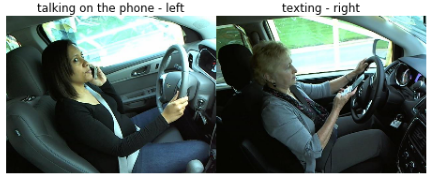 talking on the phone - left
texting - right